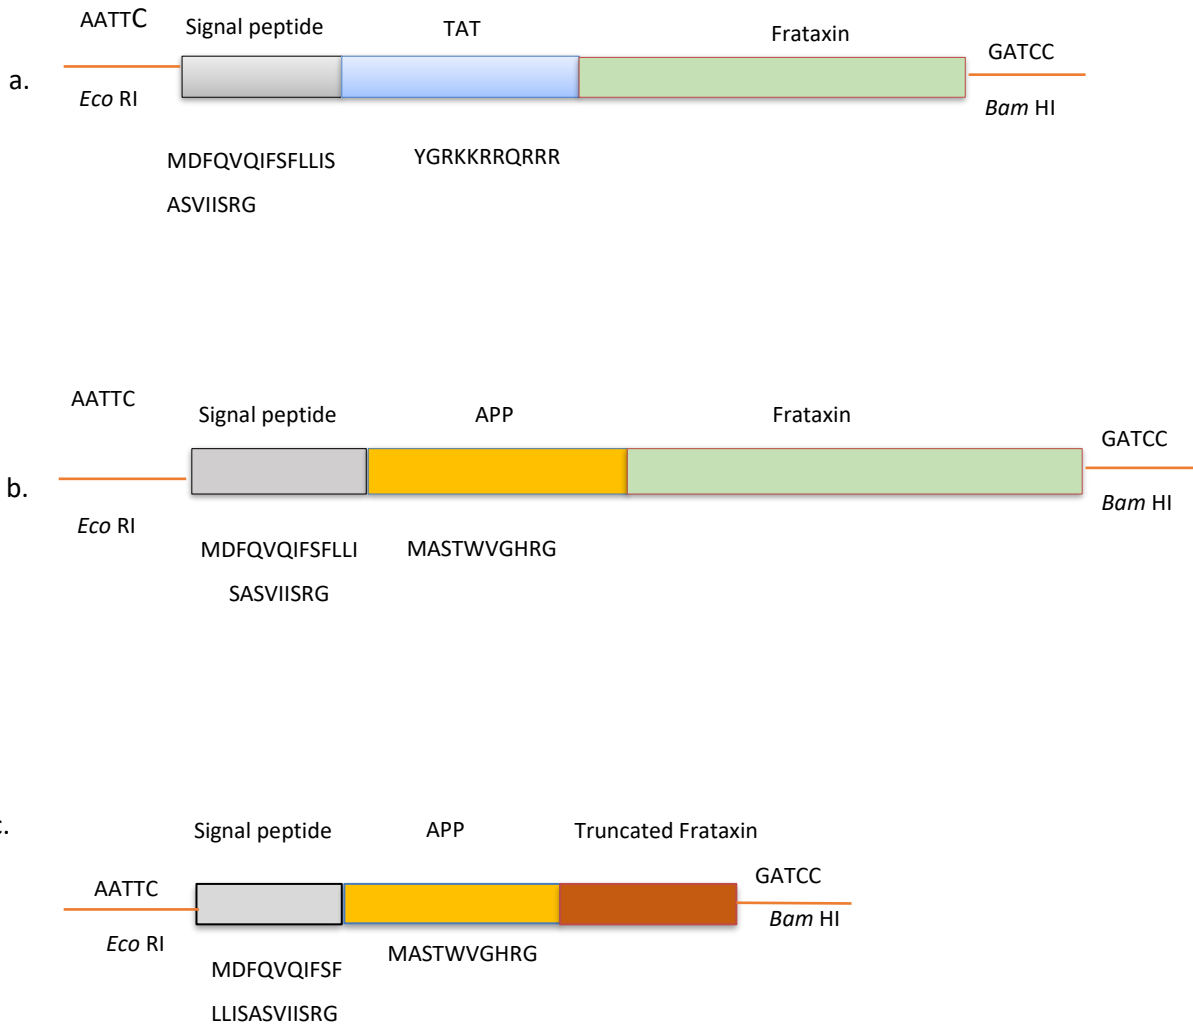 AATTC
Signal peptide
TAT
Frataxin
GATCC
a.
Eco RI
Bam HI
MDFQVQIFSFLLIS
ASVIISRG
YGRKKRRQRRR
AATTC
Signal peptide
APP
Frataxin
GATCC
b.
Eco RI
Bam HI
MDFQVQIFSFLLI
SASVIISRG
MASTWVGHRG
c.
Signal peptide
APP
Truncated Frataxin
AATTC
GATCC
Eco RI
Bam HI
MDFQVQIFSF
LLISASVIISRG
MASTWVGHRG